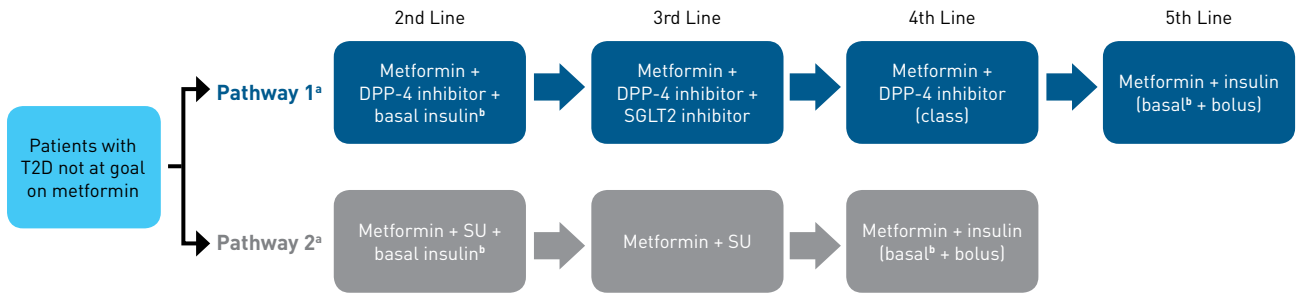 2nd Line
3rd Line
4th Line
5th Line
Patients with
T2D not at goal
on metformin
Pathway 1ᵃ
Metformin +
DPP-4 inhibitor +
basal insulinᵇ
Metformin +
DPP-4 inhibitor +
SGLT2 inhibitor
Metformin +
DPP-4 inhibitor
(class)
Metformin + insulin
(basalᵇ + bolus)
Pathway 2ᵃ
Metformin + SU +
basal insulinᵇ
Metformin + SU
Metformin + insulin
(basalᵇ + bolus)